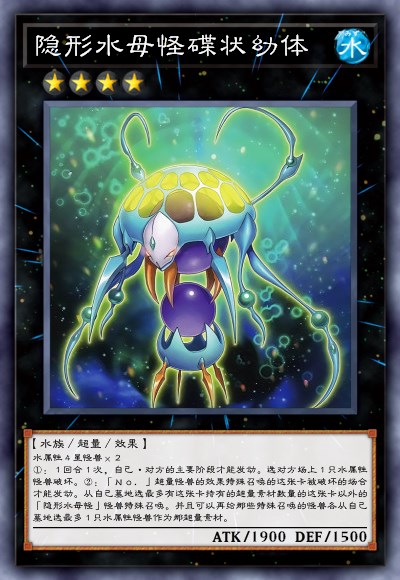 隐形水母怪碟状幼体
水
【水族／超量／效果】
水属性４星怪兽×２
①：１回合１次，自己·对方的主要阶段才能发动。选对方场上１只水属性
怪兽破坏。②：「Ｎｏ．」超量怪兽的效果特殊召唤的这张卡被破坏的场合
才能发动。从自己墓地选最多有这张卡持有的超量素材数量的这张卡以外的
「隐形水母怪」怪兽特殊召唤。并且可以再给那些特殊召唤的怪兽各从自己
墓地选最多１只水属性怪兽作为那超量素材。
ATK/1900 DEF/1500